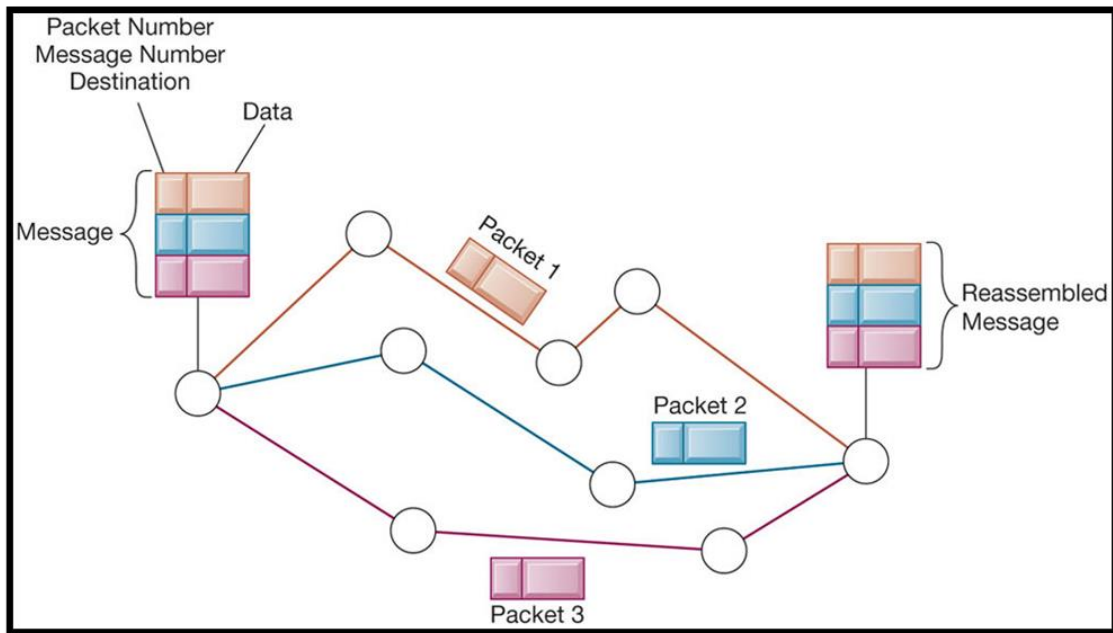 Packet Number
Message Number
Destination
Data
Message
Packet 1
Reassembled
Message
Packet 2
Packet 3